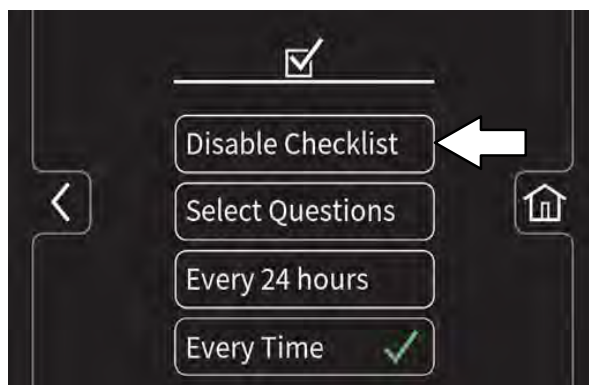 Disable Checklist
Select Questions
Every 24 hours
Every Time